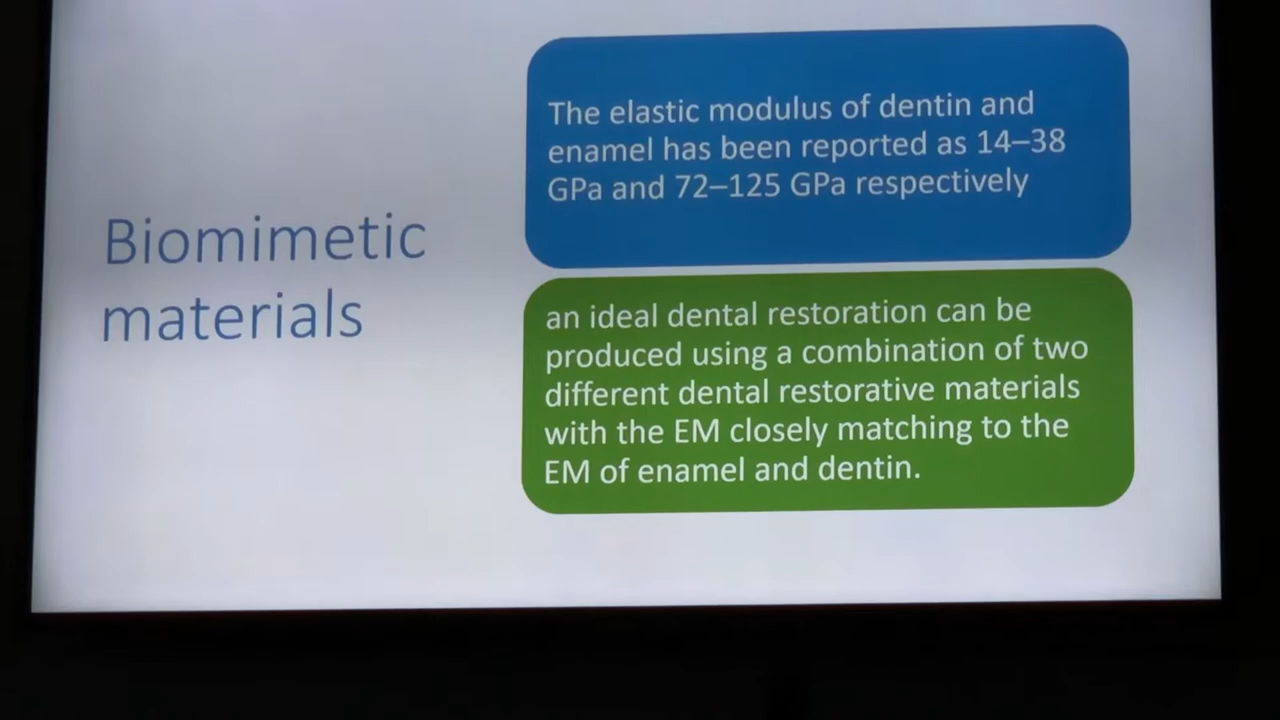 Biomimetic
materials
The elastic modulus of dentin and
enamel has been reported as 14–38
GPa and 72–125 GPa respectively
an ideal dental restoration can be
produced using a combination of two
different dental restorative materials
with the EM closely matching to the
EM of enamel and dentin.